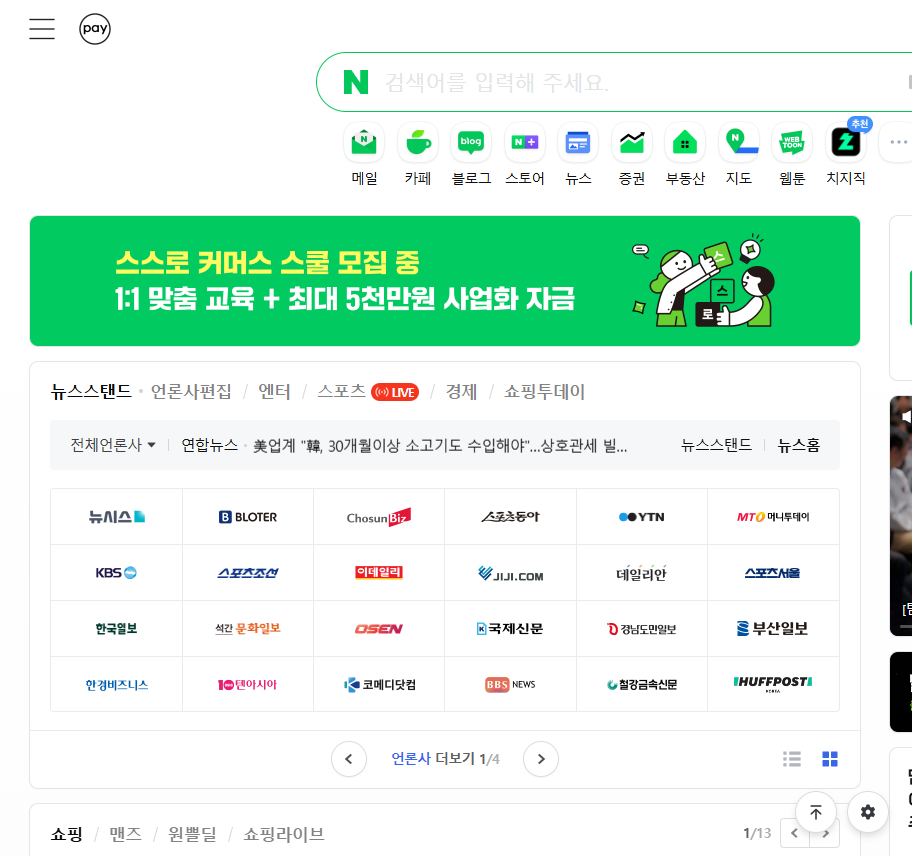 pay
N 검색어를 입력해 주세요.
추천
메일 카페 블로그 스토어 뉴스 증권 부동산 지도 웹툰 치지직
스스로 커머스 스쿨 모집 중
1:1 맞춤 교육 + 최대 5천만원 사업화 자금
뉴스스탠드 언론사편집 / 엔터 / 스포츠 LIVE / 경제 / 쇼핑투데이
전체언론사 연합뉴스 美업계 "韓, 30개월이상 소고기도 수입해야"...상호관세 빌... 뉴스스탠드 뉴스홈
뉴시스 BLOTER ChosunBiz 스포츠동아 YTN MTO 머니투데이
KBS 스포츠조선 이데일리 JIJI.COM 데일리안 스포츠서울
한국일보 석간 문화일보 OSEN 국제신문 경남도민일보 부산일보
한경비즈니스 10텐아시아 코메디닷컴 BBS NEWS 철강금속신문 HUFFPOST KOREA
언론사 더보기 1/4
쇼핑 / 맨즈 / 원쁠딜 / 쇼핑라이브 1/13